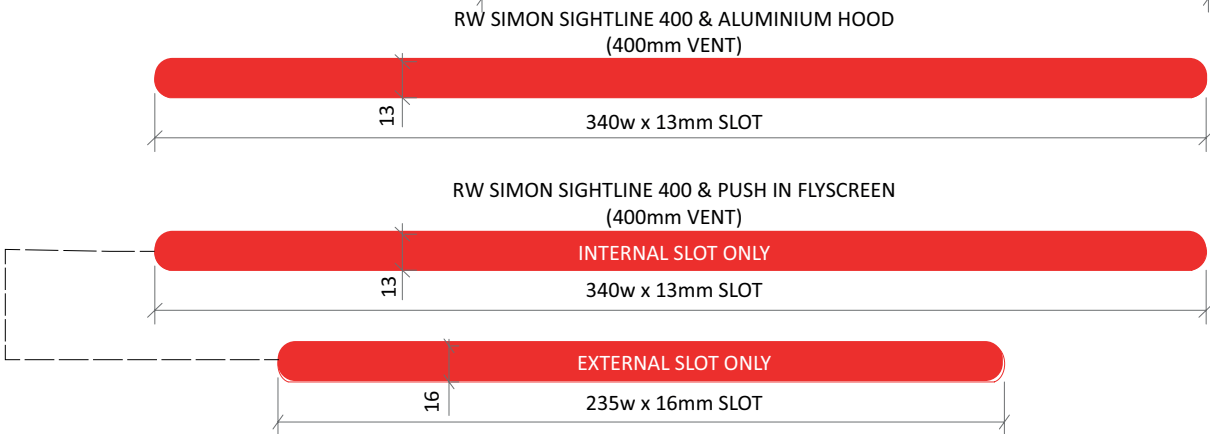 RW SIMON SIGHTLINE 400 & ALUMINIUM HOOD
(400mm VENT)
13
340w x 13mm SLOT
RW SIMON SIGHTLINE 400 & PUSH IN FLYSCREEN
(400mm VENT)
INTERNAL SLOT ONLY
13
340w x 13mm SLOT
EXTERNAL SLOT ONLY
16
235w x 16mm SLOT